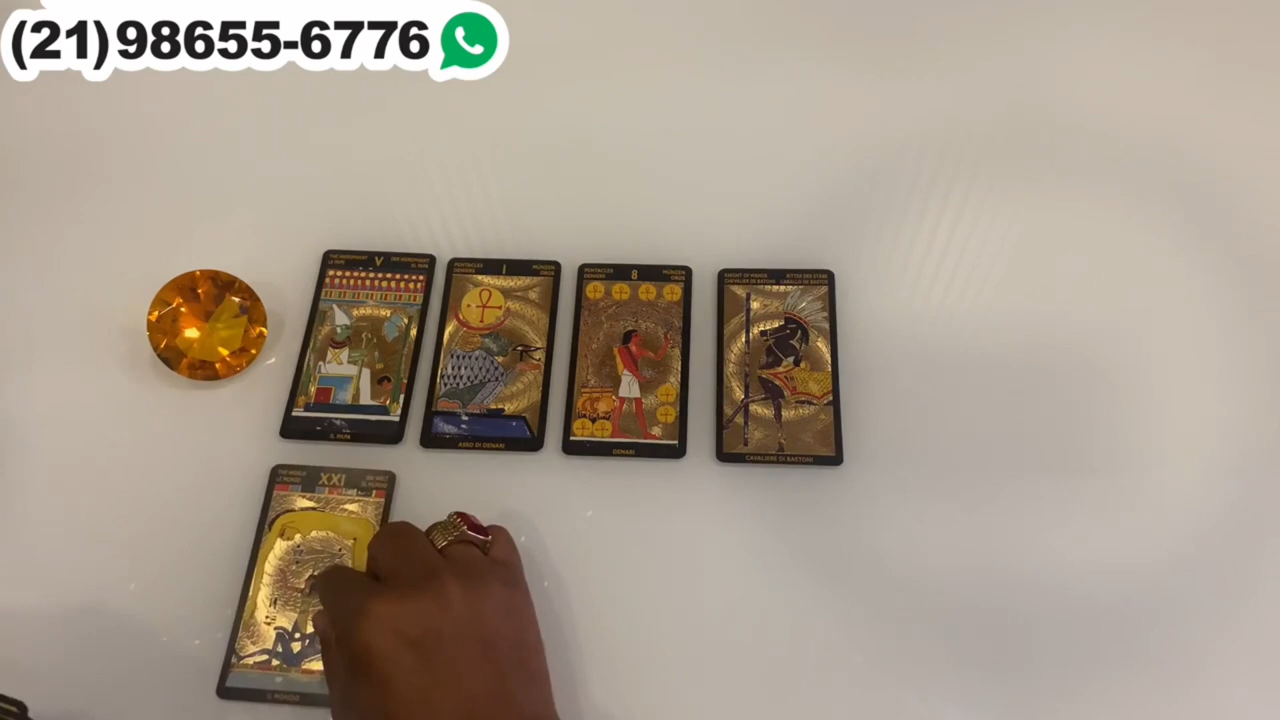 (21)98655-6776
THE HIEROPHANT
LE PAPE
V
DER HIEROPHANT
EL PAPA
IL PAPA
PENTACLES
DENIERS
I
MÜNZEN
OROS
ASSO DI DENARI
PENTACLES
DENIERS
8
MÜNZEN
OROS
DENARI
KNIGHT OF WANDS
CHEVALIER DE BATONS
RITTER DER STÄBE
CABALLO DE BASTOS
CAVALIERE DI BASTONI
THE WORLD
LE MONDE
XXI
DIE WELT
EL MUNDO
IL MONDO